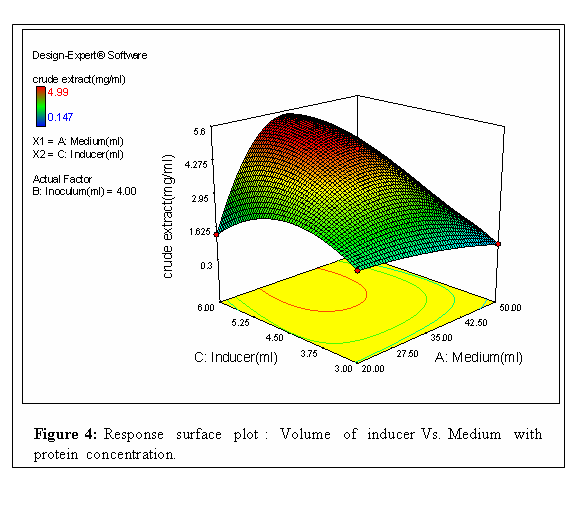 Design-Expert® Software
crude extract(mg/ml)
4.99
0.147
X1 = A: Medium(ml)
X2 = C: Inducer(ml)
Actual Factor
B: Inoculum(ml) = 4.00
crude extract(mg/ml)
5.6
4.275
2.95
1.625
0.3
6.00
5.25
4.50
3.75
3.00
20.00
27.50
35.00
42.50
50.00
C: Inducer(ml)
A: Medium(ml)
Figure 4: Response surface plot : Volume of inducer Vs. Medium with
protein concentration.